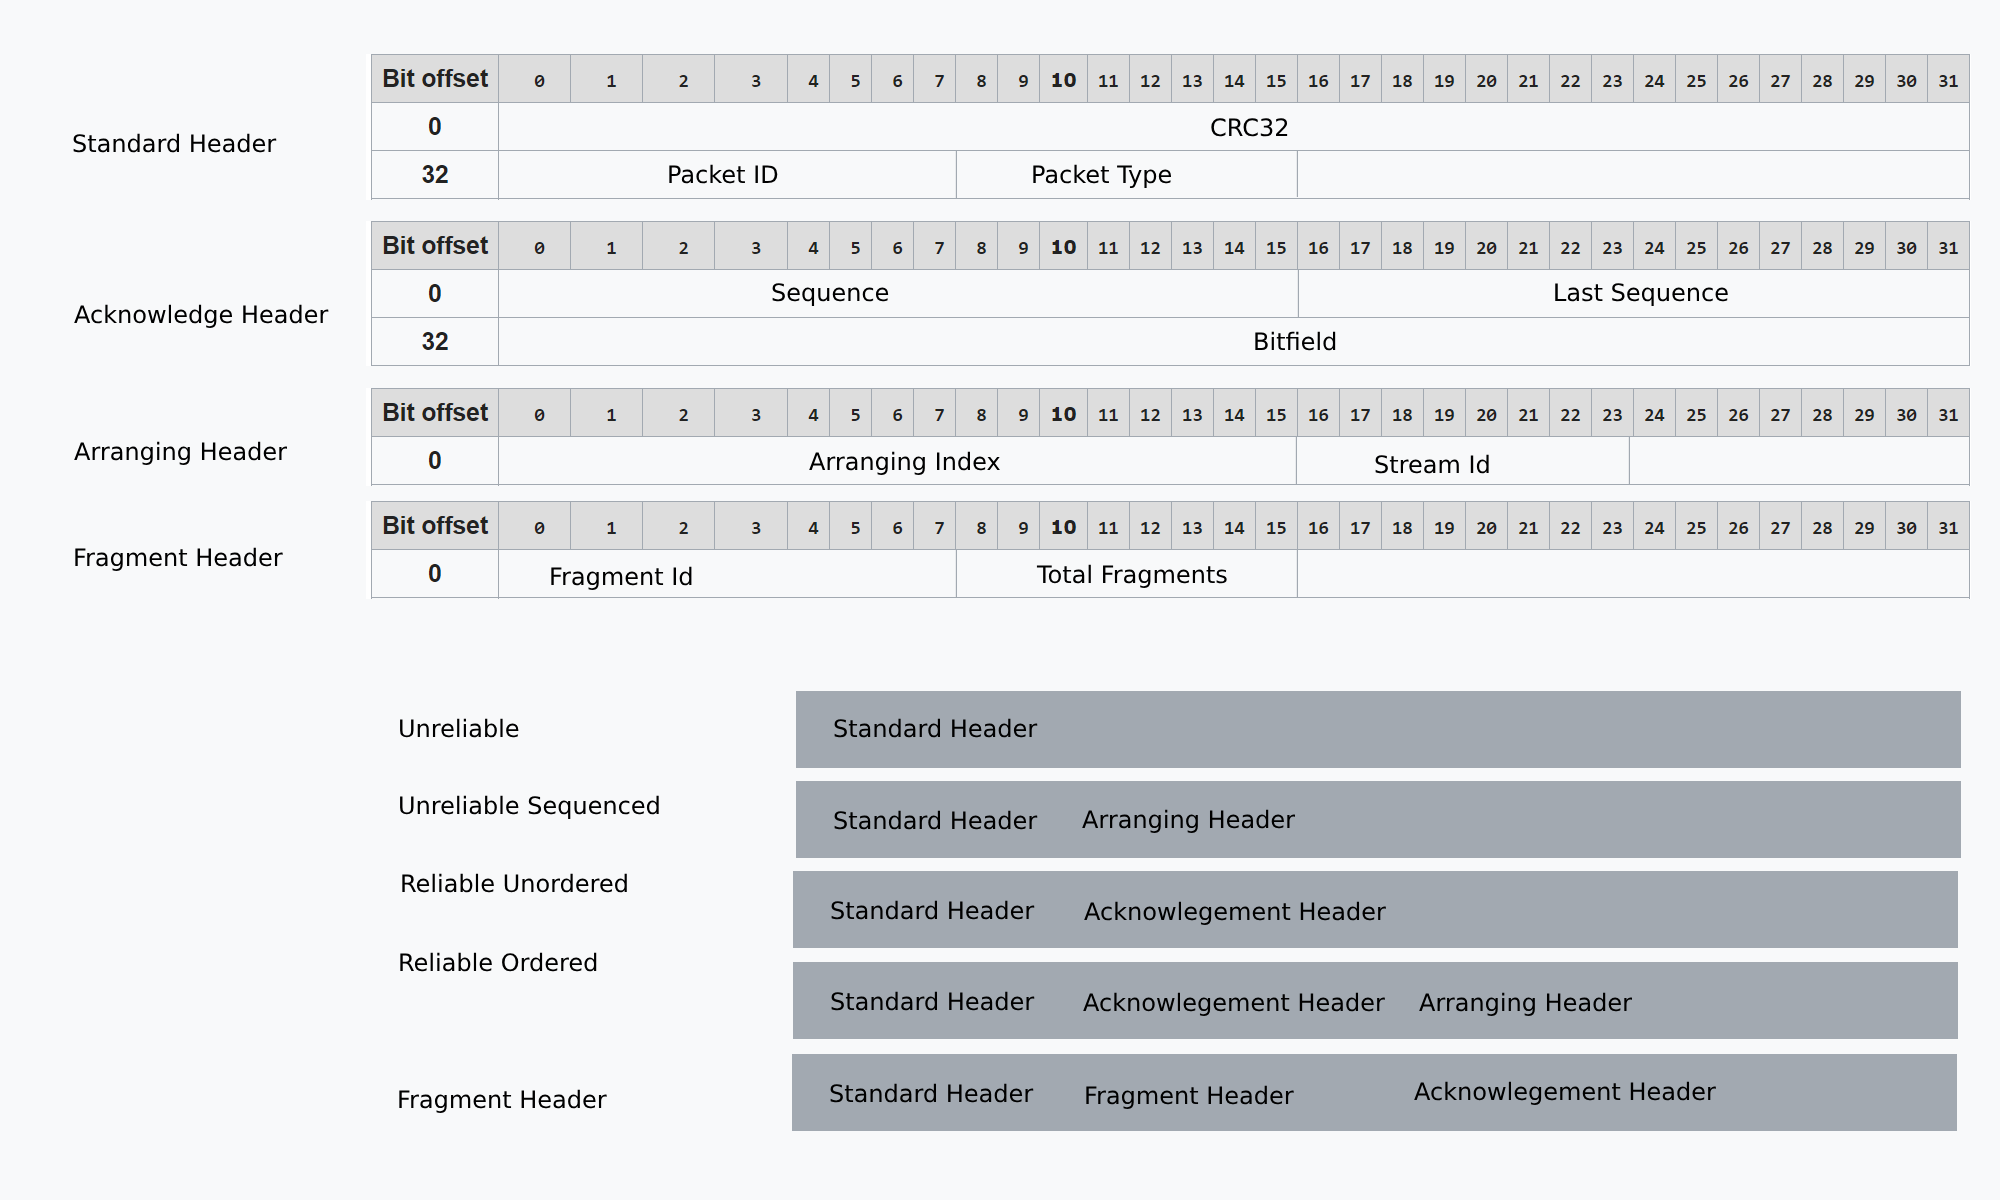 Bit offset 0 1 2 3 4 5 6 7 8 9 10 11 12 13 14 15 16 17 18 19 20 21 22 23 24 25 26 27 28 29 30 31
Standard Header
0 CRC32
32 Packet ID Packet Type
Bit offset 0 1 2 3 4 5 6 7 8 9 10 11 12 13 14 15 16 17 18 19 20 21 22 23 24 25 26 27 28 29 30 31
Acknowledge Header
0 Sequence Last Sequence
32 Bitfield
Bit offset 0 1 2 3 4 5 6 7 8 9 10 11 12 13 14 15 16 17 18 19 20 21 22 23 24 25 26 27 28 29 30 31
Arranging Header
0 Arranging Index Stream Id
Bit offset 0 1 2 3 4 5 6 7 8 9 10 11 12 13 14 15 16 17 18 19 20 21 22 23 24 25 26 27 28 29 30 31
Fragment Header
0 Fragment Id Total Fragments
Unreliable Standard Header
Unreliable Sequenced Standard Header Arranging Header
Reliable Unordered Standard Header Acknowlegement Header
Reliable Ordered Standard Header Acknowlegement Header Arranging Header
Fragment Header Standard Header Fragment Header Acknowlegement Header